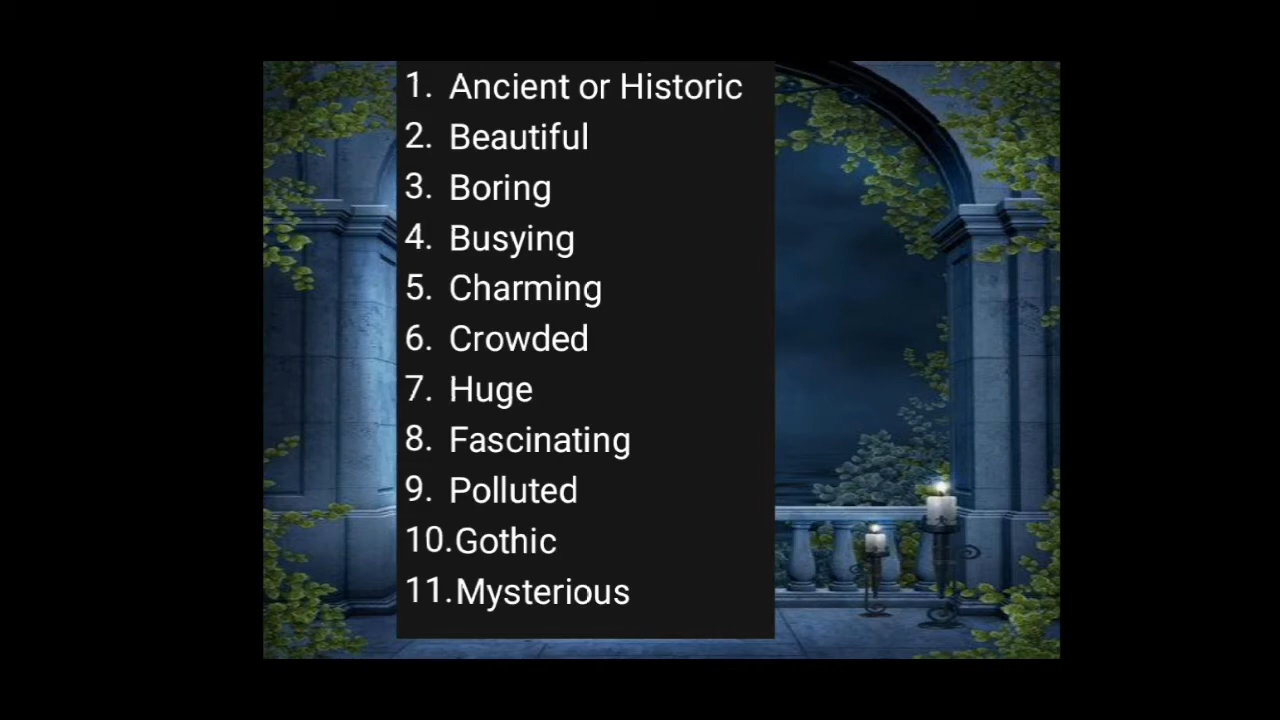 1. Ancient or Historic
2. Beautiful
3. Boring
4. Busying
5. Charming
6. Crowded
7. Huge
8. Fascinating
9. Polluted
10.Gothic
11.Mysterious